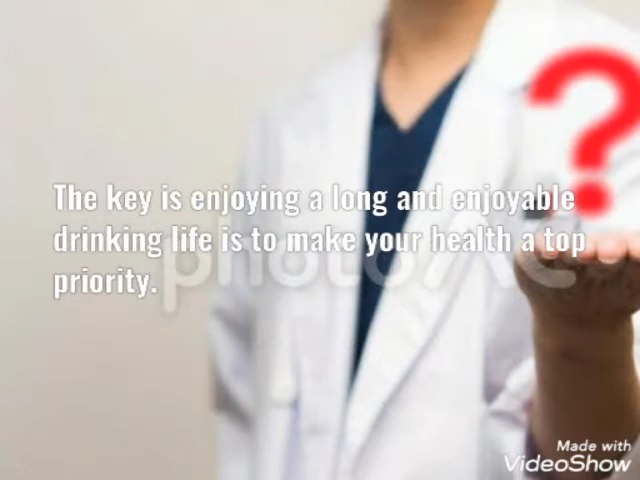 The key is enjoying a long and enjoyable
drinking life is to make your health a top
priority.
photoAC
Made with
VideoShow